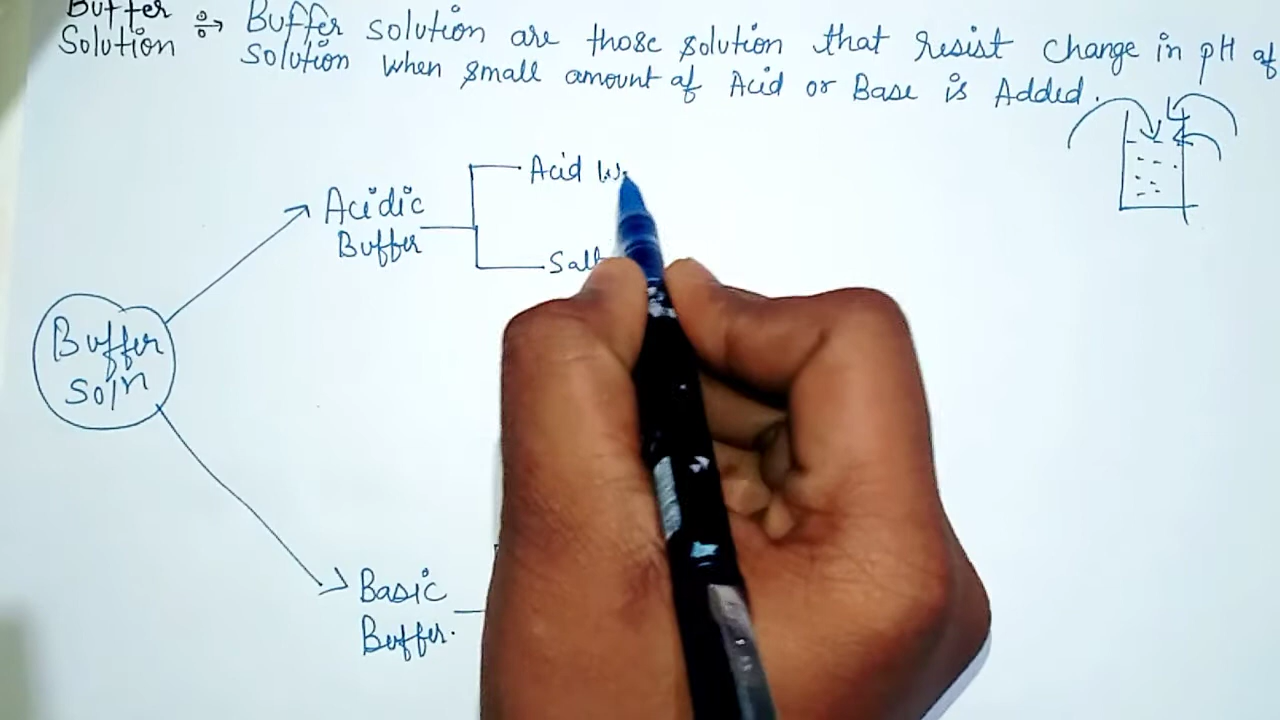 Buffer
Solution ÷→ Buffer solution are those solution that resist change in pH of
solution when small amount of Acid or Base is Added.
Acid
Acidic
Buffer
Salt
Buffer
Soln
Basic
Buffer.